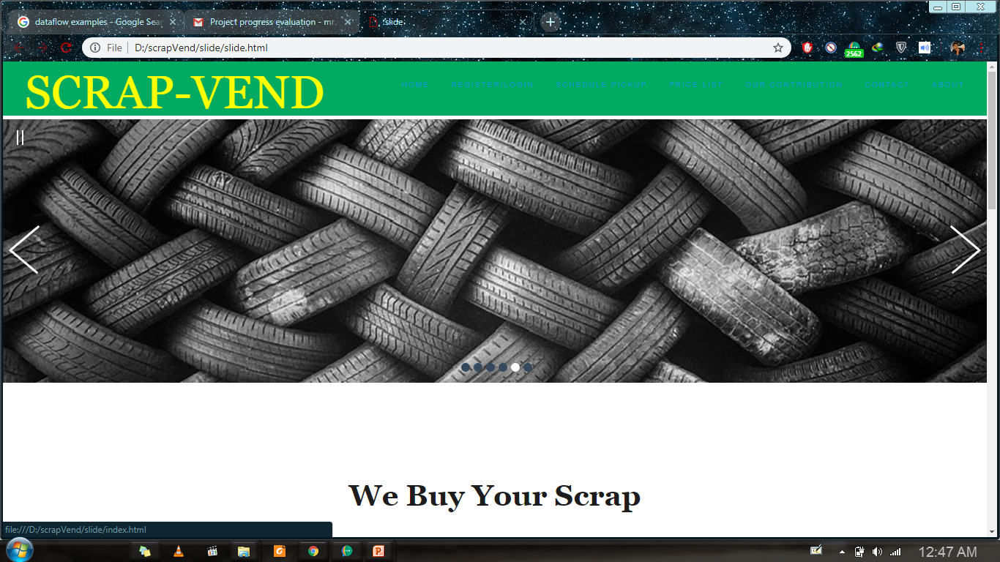 dataflow examples - Google Sear
Project progress evaluation - mr.
slide
File
D:/scrapVend/slide/slide.html
2562
SCRAP-VEND
HOME
REGISTER|LOGIN
SCHEDULE PICKUP
PRICE LIST
OUR CONTRIBUTION
CONTACT
ABOUT
We Buy Your Scrap
file:///D:/scrapVend/slide/index.html
12:47 AM